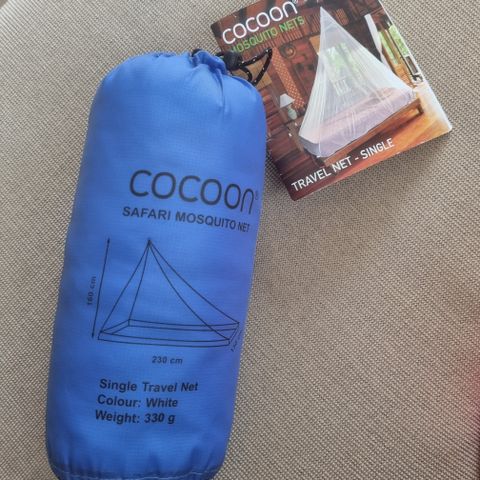 COCOON®
MOSQUITO NETS
TRAVEL NET - SINGLE
COCOON®
SAFARI MOSQUITO NET
160 cm
230 cm
Single Travel Net
Colour: White
Weight: 330 g